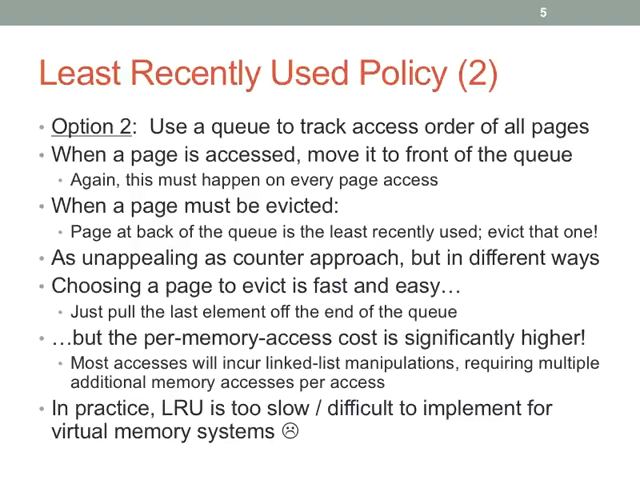 5
Least Recently Used Policy (2)
• Option 2: Use a queue to track access order of all pages
• When a page is accessed, move it to front of the queue
• Again, this must happen on every page access
• When a page must be evicted:
• Page at back of the queue is the least recently used; evict that one!
• As unappealing as counter approach, but in different ways
• Choosing a page to evict is fast and easy…
• Just pull the last element off the end of the queue
• …but the per-memory-access cost is significantly higher!
• Most accesses will incur linked-list manipulations, requiring multiple
additional memory accesses per access
• In practice, LRU is too slow / difficult to implement for
virtual memory systems ☹